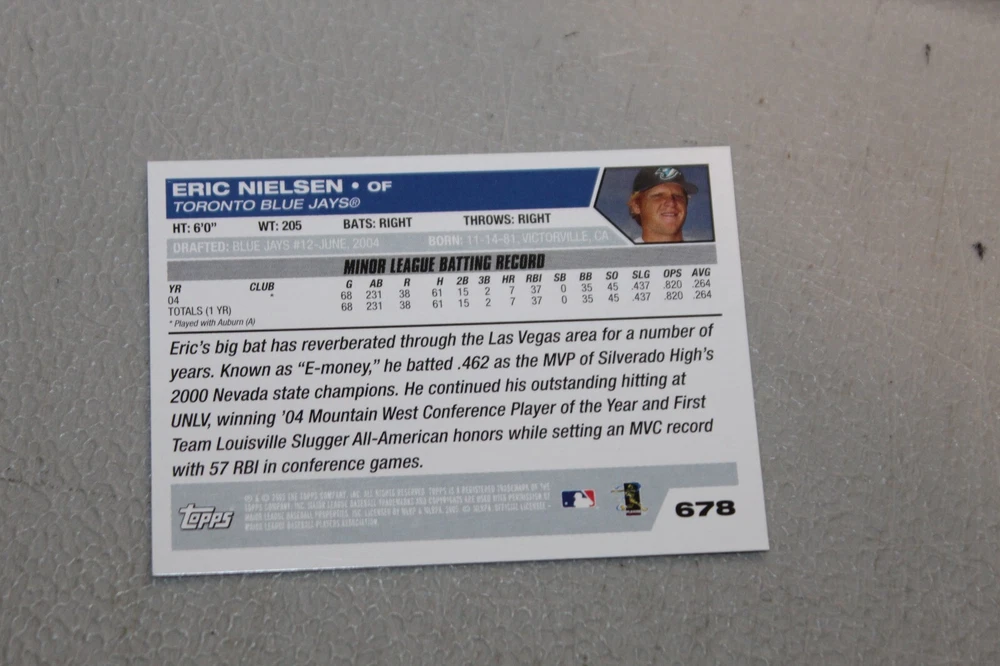 ERIC NIELSEN • OF
TORONTO BLUE JAYS®
HT: 6'0" WT: 205 BATS: RIGHT THROWS: RIGHT
DRAFTED: BLUE JAYS #12-JUNE, 2004 BORN: 11-14-81, VICTORVILLE, CA
MINOR LEAGUE BATTING RECORD
YR CLUB G AB R H 2B 3B HR RBI SB BB SO SLG OPS AVG
04 * 68 231 38 61 15 2 7 37 0 35 45 .437 .820 .264
TOTALS (1 YR) 68 231 38 61 15 2 7 37 0 35 45 .437 .820 .264
* Played with Auburn (A)
Eric's big bat has reverberated through the Las Vegas area for a number of
years. Known as "E-money," he batted .462 as the MVP of Silverado High's
2000 Nevada state champions. He continued his outstanding hitting at
UNLV, winning '04 Mountain West Conference Player of the Year and First
Team Louisville Slugger All-American honors while setting an MVC record
with 57 RBI in conference games.
Topps
678